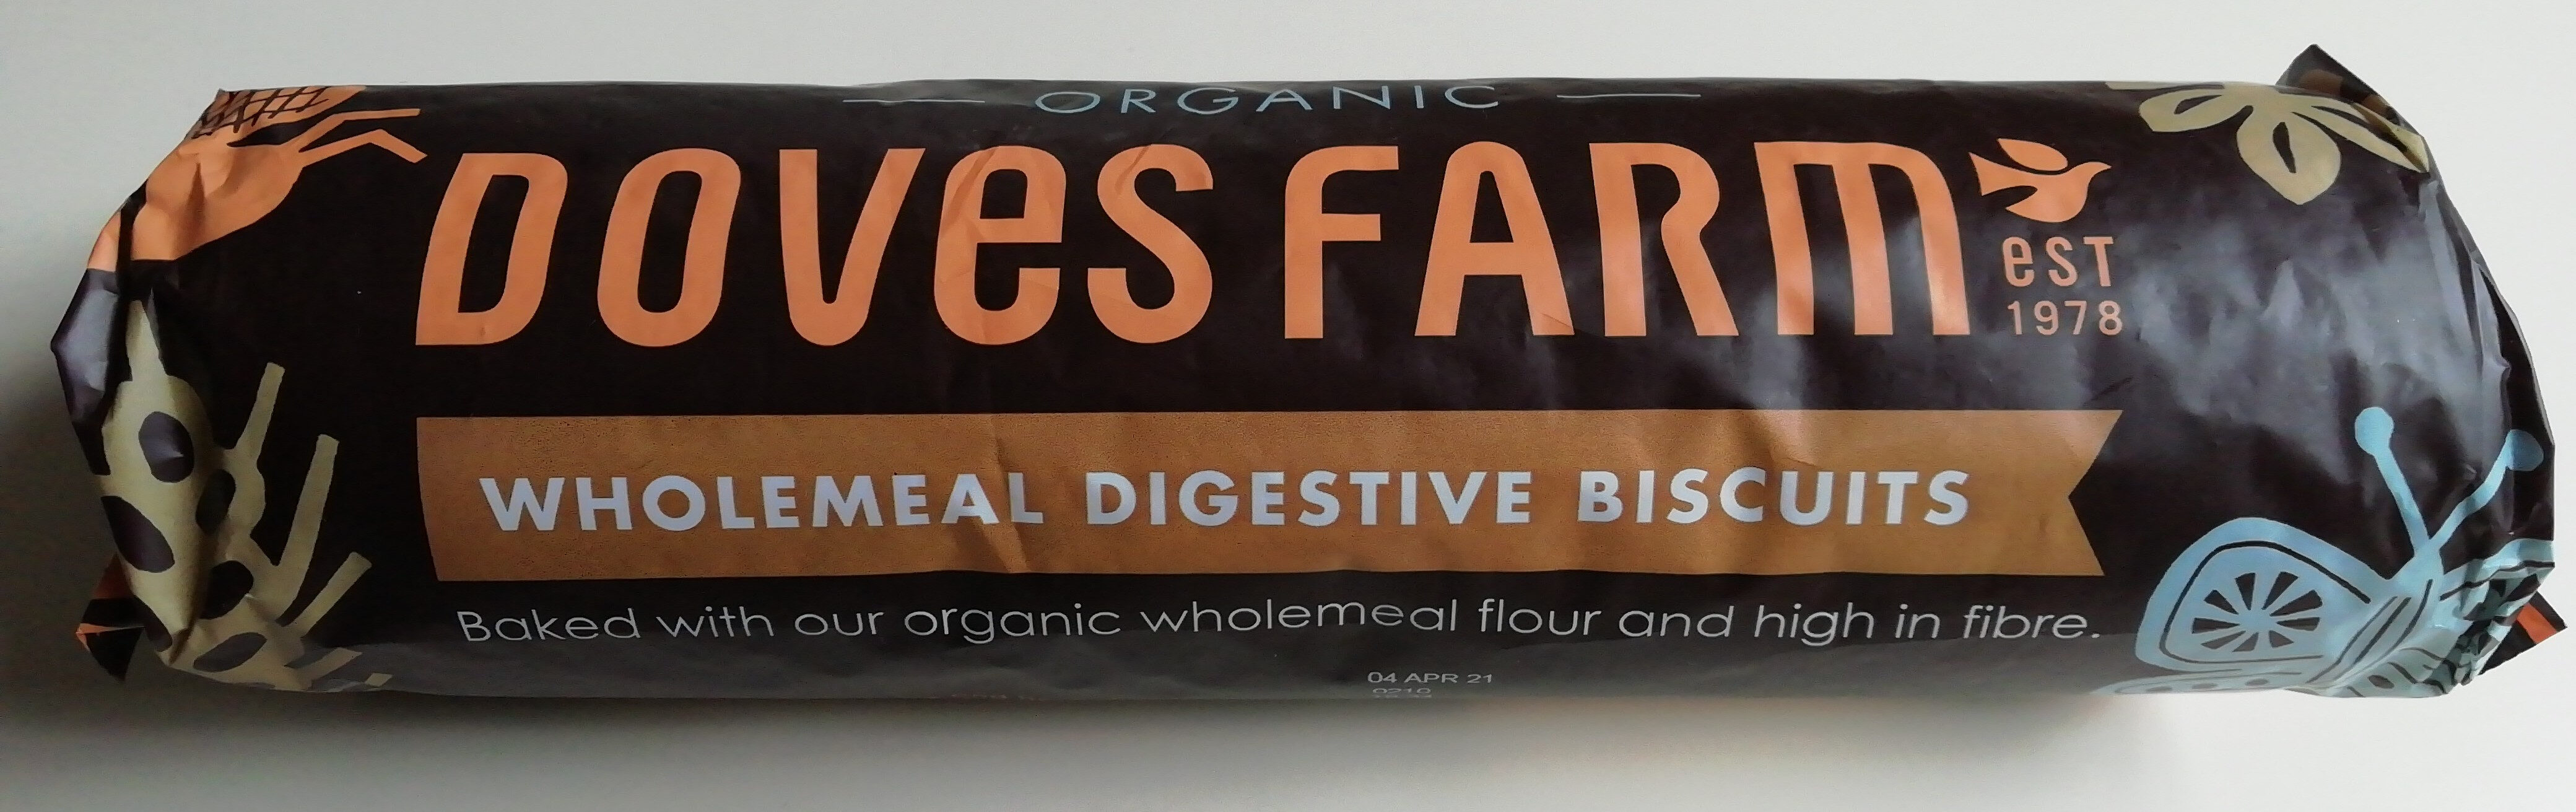 ORGANIC
DOVES FARM
EST
1978
WHOLEMEAL DIGESTIVE BISCUITS
Baked with our organic wholemeal flour and high in fibre.
04 APR 21